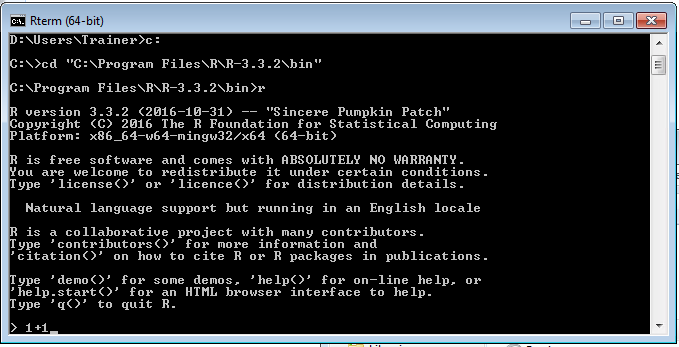 Rterm (64-bit)
D:\Users\Trainer>c:
C:\>cd "C:\Program Files\R\R-3.3.2\bin"
C:\Program Files\R\R-3.3.2\bin>r
R version 3.3.2 (2016-10-31) -- "Sincere Pumpkin Patch"
Copyright (C) 2016 The R Foundation for Statistical Computing
Platform: x86_64-w64-mingw32/x64 (64-bit)
R is free software and comes with ABSOLUTELY NO WARRANTY.
You are welcome to redistribute it under certain conditions.
Type 'license()' or 'licence()' for distribution details.
Natural language support but running in an English locale
R is a collaborative project with many contributors.
Type 'contributors()' for more information and
'citation()' on how to cite R or R packages in publications.
Type 'demo()' for some demos, 'help()' for on-line help, or
'help.start()' for an HTML browser interface to help.
Type 'q()' to quit R.
> 1+1